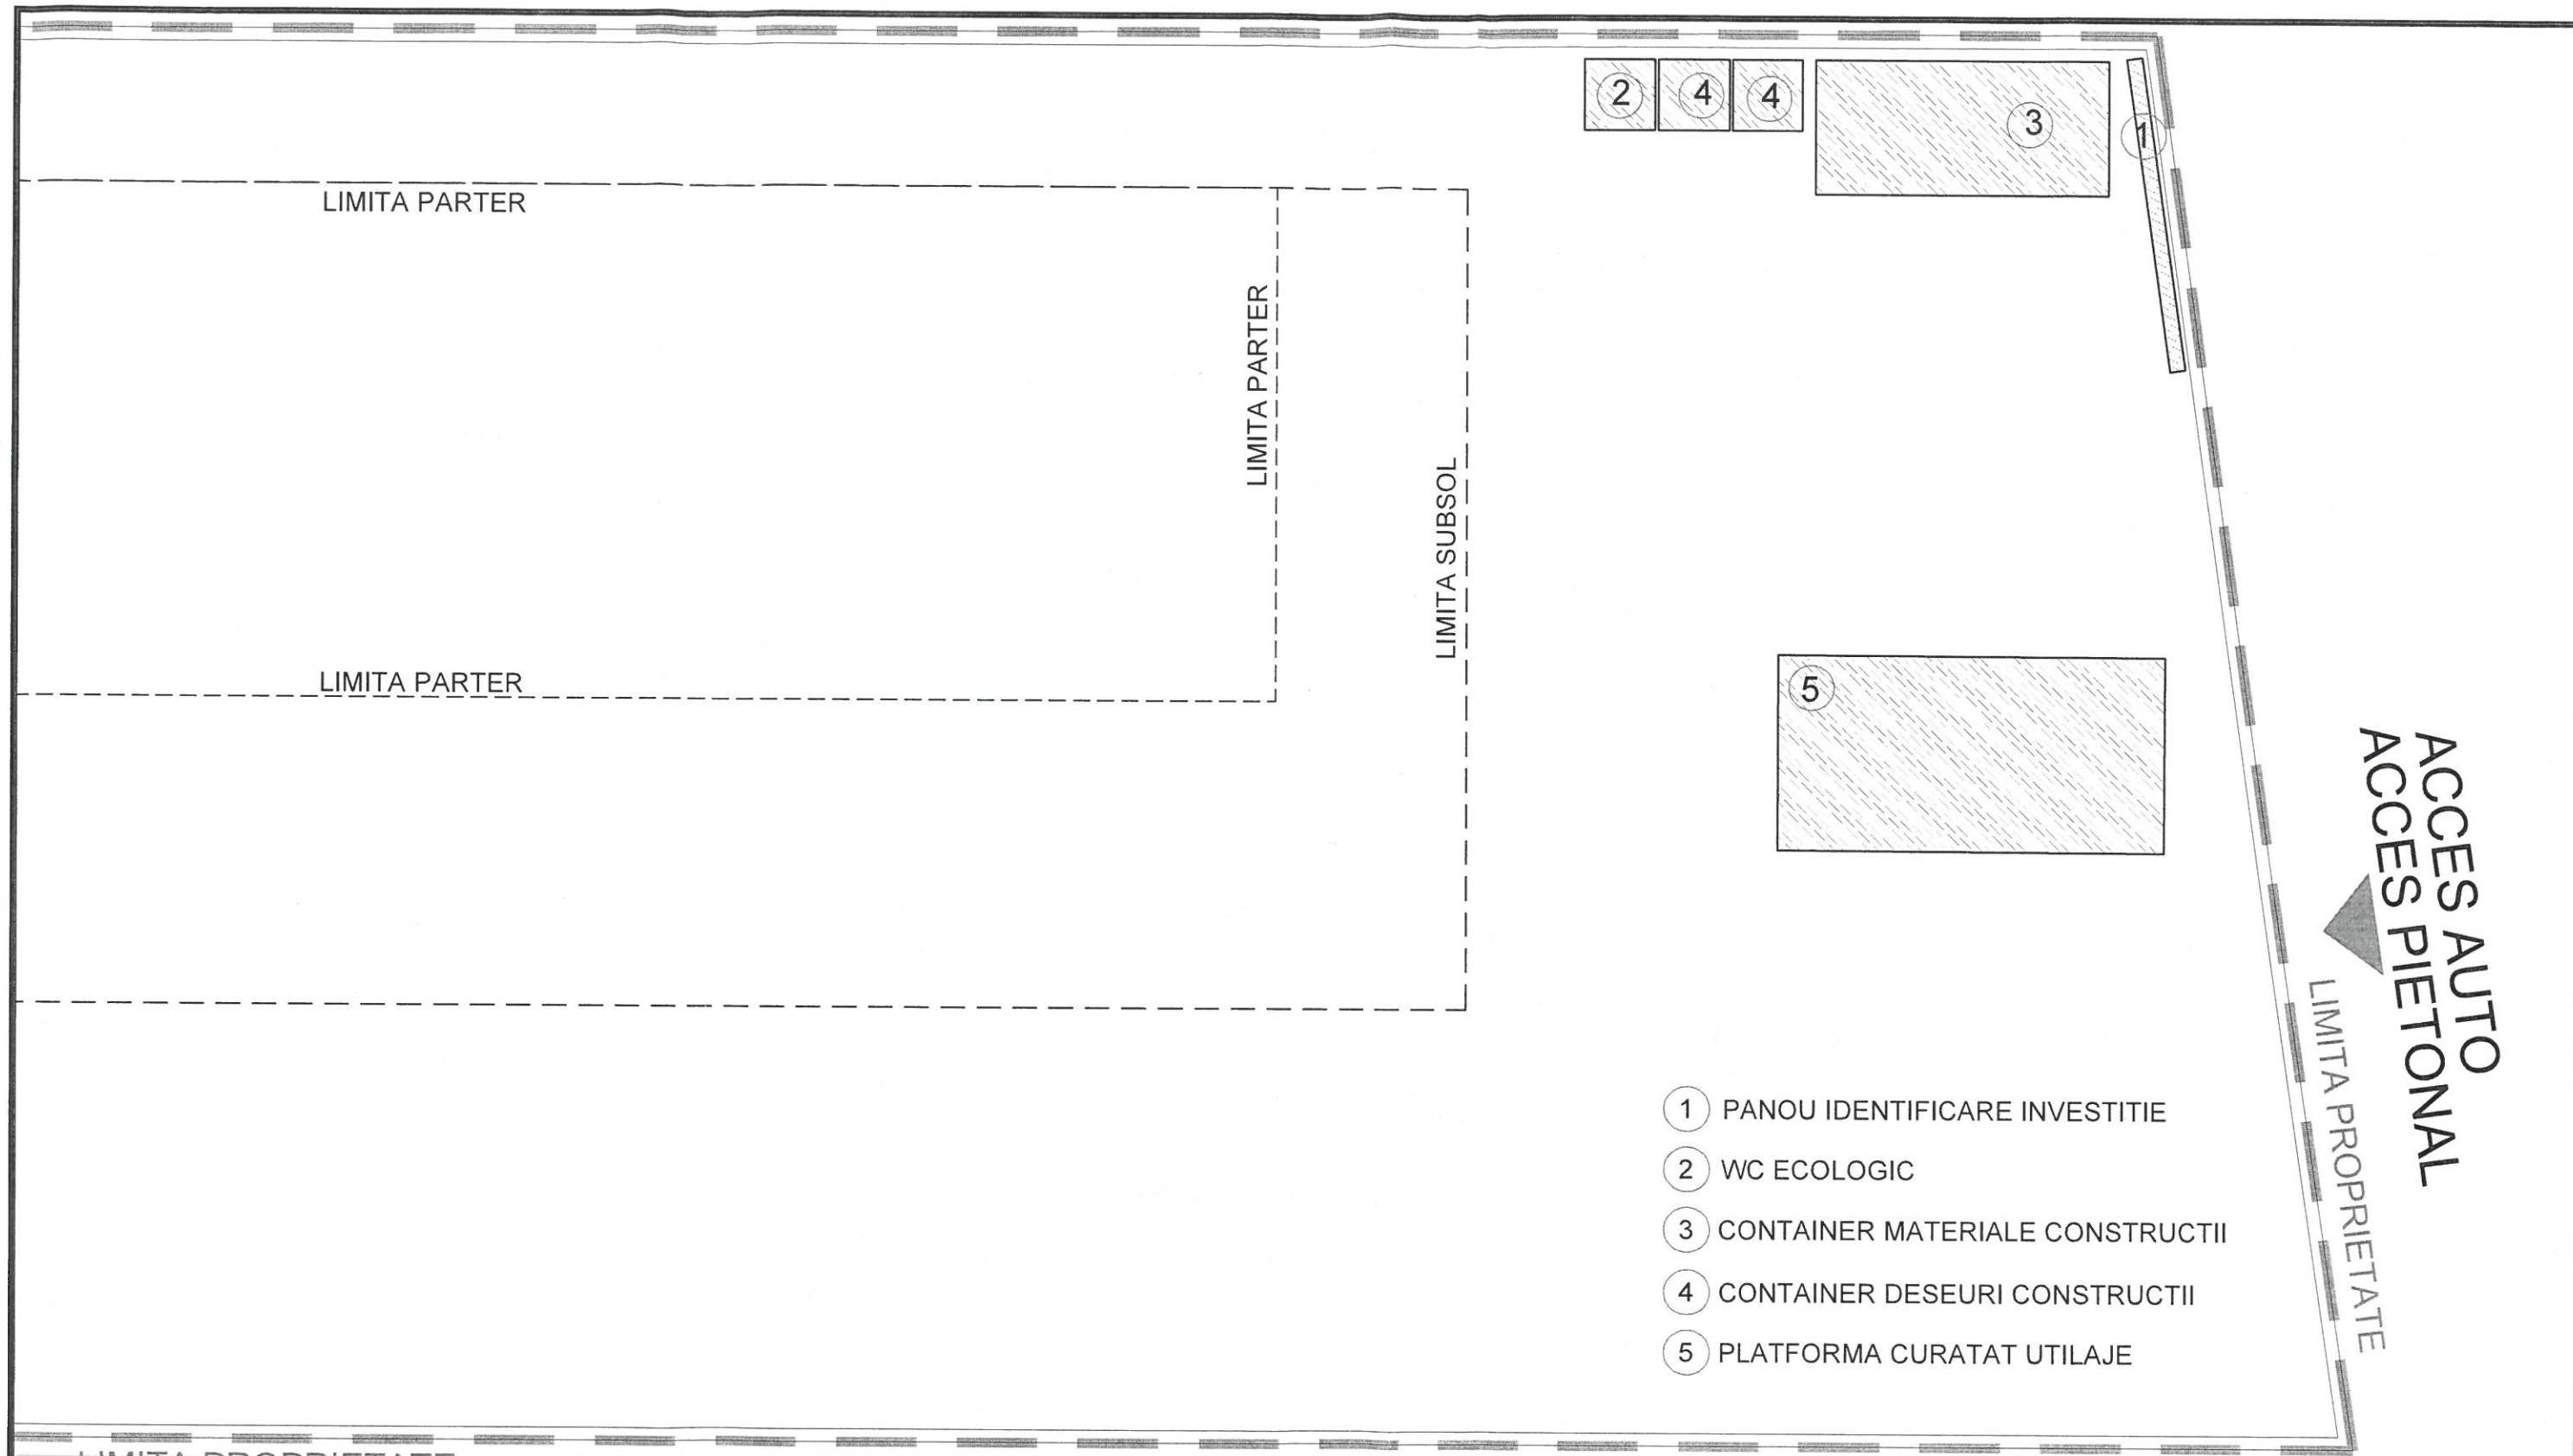 2
4
4
3
1
LIMITA PARTER
LIMITA PARTER
LIMITA SUBSOL
LIMITA PARTER
5
ACCES AUTO
ACCES PIETONAL
LIMITA PROPRIETATE
1 PANOU IDENTIFICARE INVESTITIE
2 WC ECOLOGIC
3 CONTAINER MATERIALE CONSTRUCTII
4 CONTAINER DESEURI CONSTRUCTII
5 PLATFORMA CURATAT UTILAJE
LIMITA PROPRIETATE